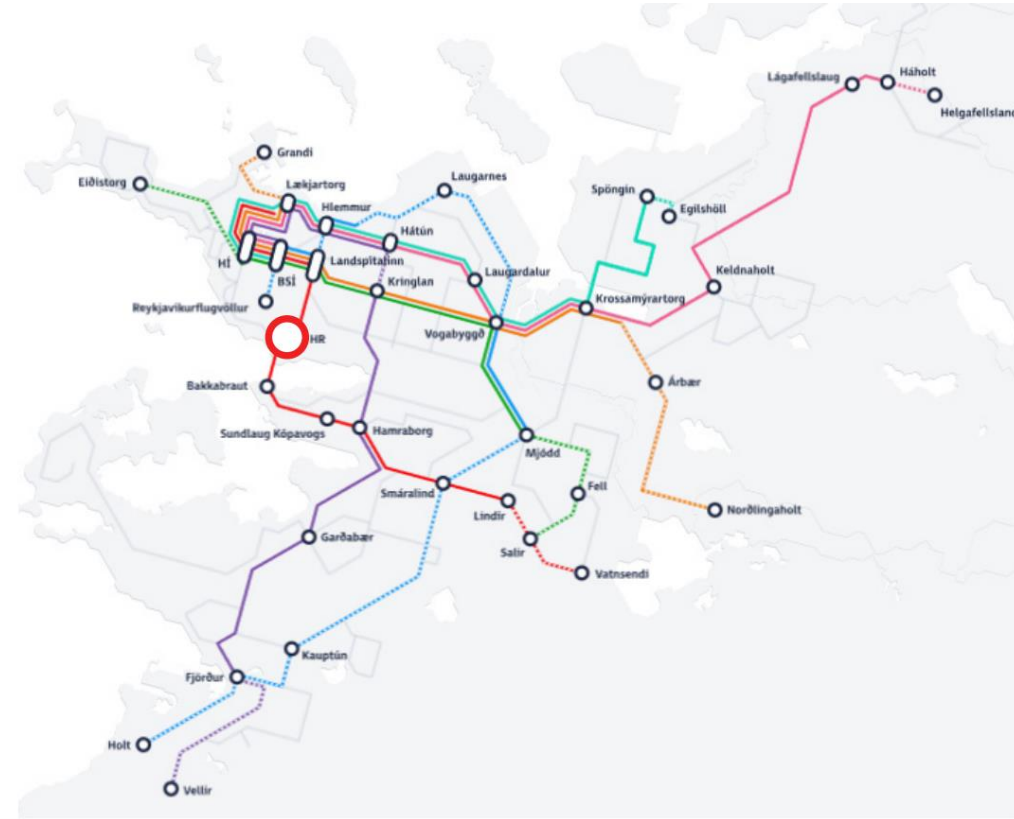 Lágafellslaug
Háholt
Helgafellsland
Grandi
Eiðistorg
Lækjartorg
Laugarnes
Spöngin
Egilshöll
Hlemmur
Hátún
HÍ
BSÍ
Landspítalinn
Laugardalur
Keldnaholt
Kringlan
Reykjavikurflugvöllur
Krossamýrartorg
Vogabyggð
HR
Bakkabraut
Árbær
Sundlaug Kópavogs
Hamraborg
Mjódd
Smáralind
Fell
Lindir
Norðlingaholt
Garðabær
Salir
Vatnsendi
Kauptún
Fjörður
Holt
Vellir